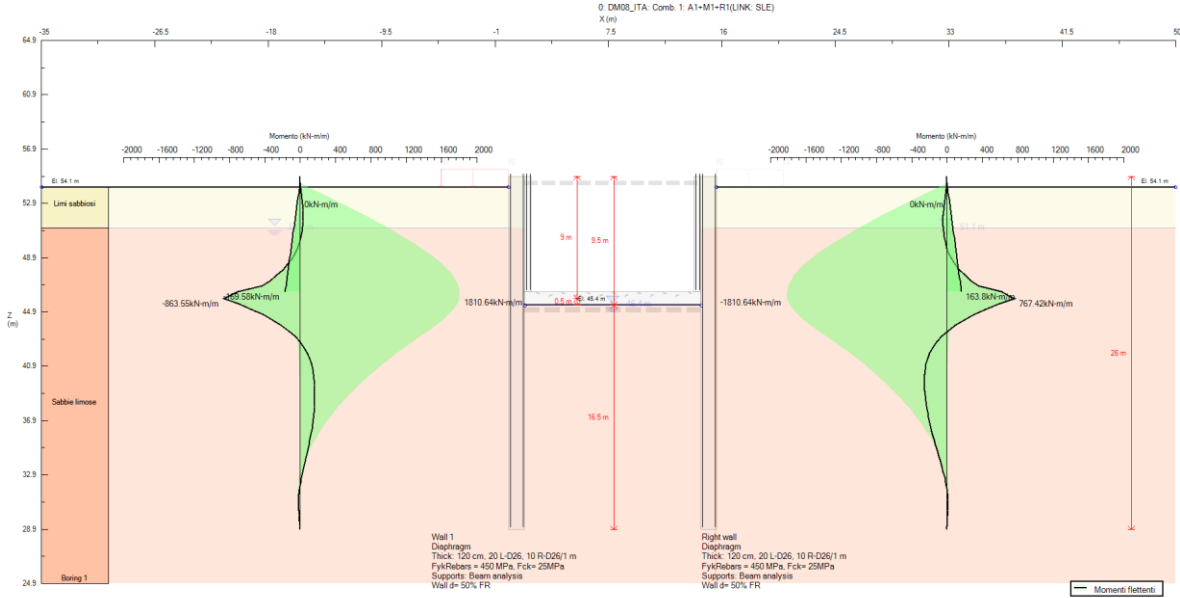 0: DM08_ITA: Comb. 1: A1+M1+R1(LINK: SLE)
X (m)
-35 -26.5 -18 -9.5 -1 7.5 16 24.5 33 41.5 50
64.9
60.9
56.9
52.9
48.9
44.9
40.9
36.9
32.9
28.9
24.9
Z
(m)
Momento (kN-m/m)
-2000 -1600 -1200 -800 -400 0 400 800 1200 1600 2000
Momento (kN-m/m)
-2000 -1600 -1200 -800 -400 0 400 800 1200 1600 2000
El. 54.1 m
El. 54.1 m
Limi sabbiosi
0kN-m/m
0kN-m/m
9 m
9.5 m
-863.55kN-m/m
-169.58kN-m/m
1810.64kN-m/m
0.5 m
El. 45.4 m
-1810.64kN-m/m
163.8kN-m/m
767.42kN-m/m
26 m
Sabbie limose
16.5 m
Boring 1
Wall 1
Diaphragm
Thick: 120 cm, 20 L-D26, 10 R-D26/1 m
FykRebars = 450 MPa, Fck= 25MPa
Supports: Beam analysis
Wall d= 50% FR
Right wall
Diaphragm
Thick: 120 cm, 20 L-D26, 10 R-D26/1 m
FykRebars = 450 MPa, Fck= 25MPa
Supports: Beam analysis
Wall d= 50% FR
Momenti flettenti